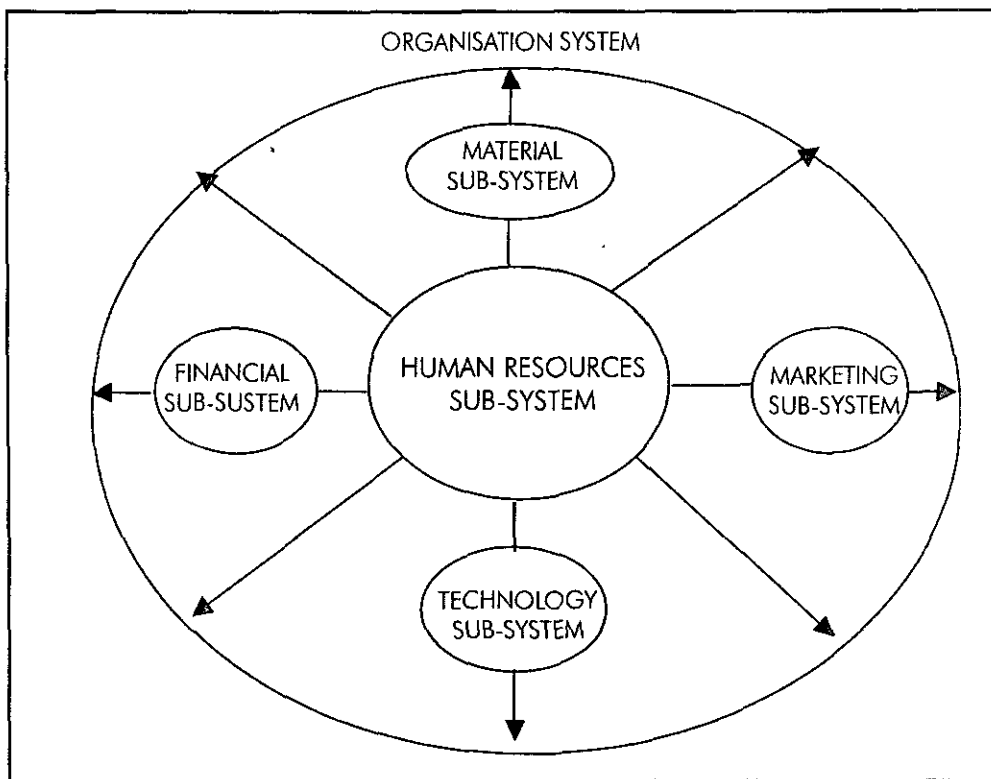 ORGANISATION SYSTEM
MATERIAL
SUB-SYSTEM
FINANCIAL
SUB-SUSTEM
HUMAN RESOURCES
SUB-SYSTEM
MARKETING
SUB-SYSTEM
TECHNOLOGY
SUB-SYSTEM